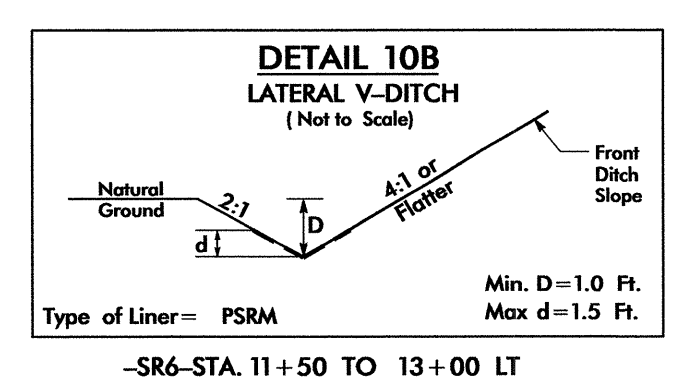 DETAIL 10B
LATERAL V-DITCH
(Not to Scale)
Natural
Ground
2:1
D
d
4:1 or
Flatter
Front
Ditch
Slope
Min. D=1.0 Ft.
Max d=1.5 Ft.
Type of Liner= PSRM
-SR6-STA. 11+50 TO 13+00 LT